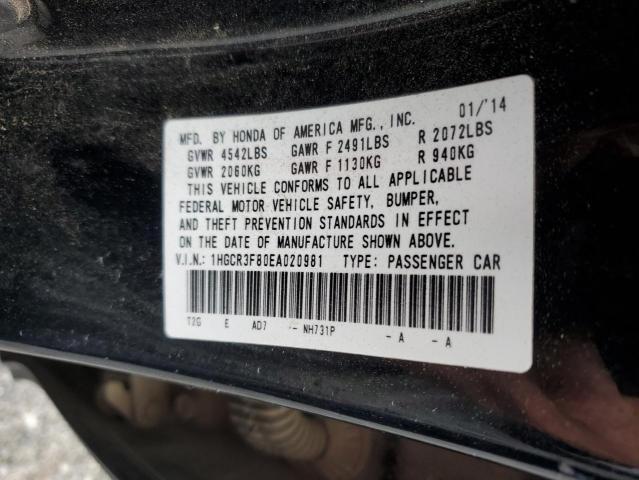 MFD. BY HONDA OF AMERICA MFG., INC. 01/'14
GVWR 4542LBS GAWR F 2491LBS R 2072LBS
GVWR 2060KG GAWR F 1130KG R 940KG
THIS VEHICLE CONFORMS TO ALL APPLICABLE
FEDERAL MOTOR VEHICLE SAFETY, BUMPER,
AND THEFT PREVENTION STANDARDS IN EFFECT
ON THE DATE OF MANUFACTURE SHOWN ABOVE.
V.I.N.: 1HGCR3F80EA020981 TYPE: PASSENGER CAR
T2G E AD7 - NH731P - A - A